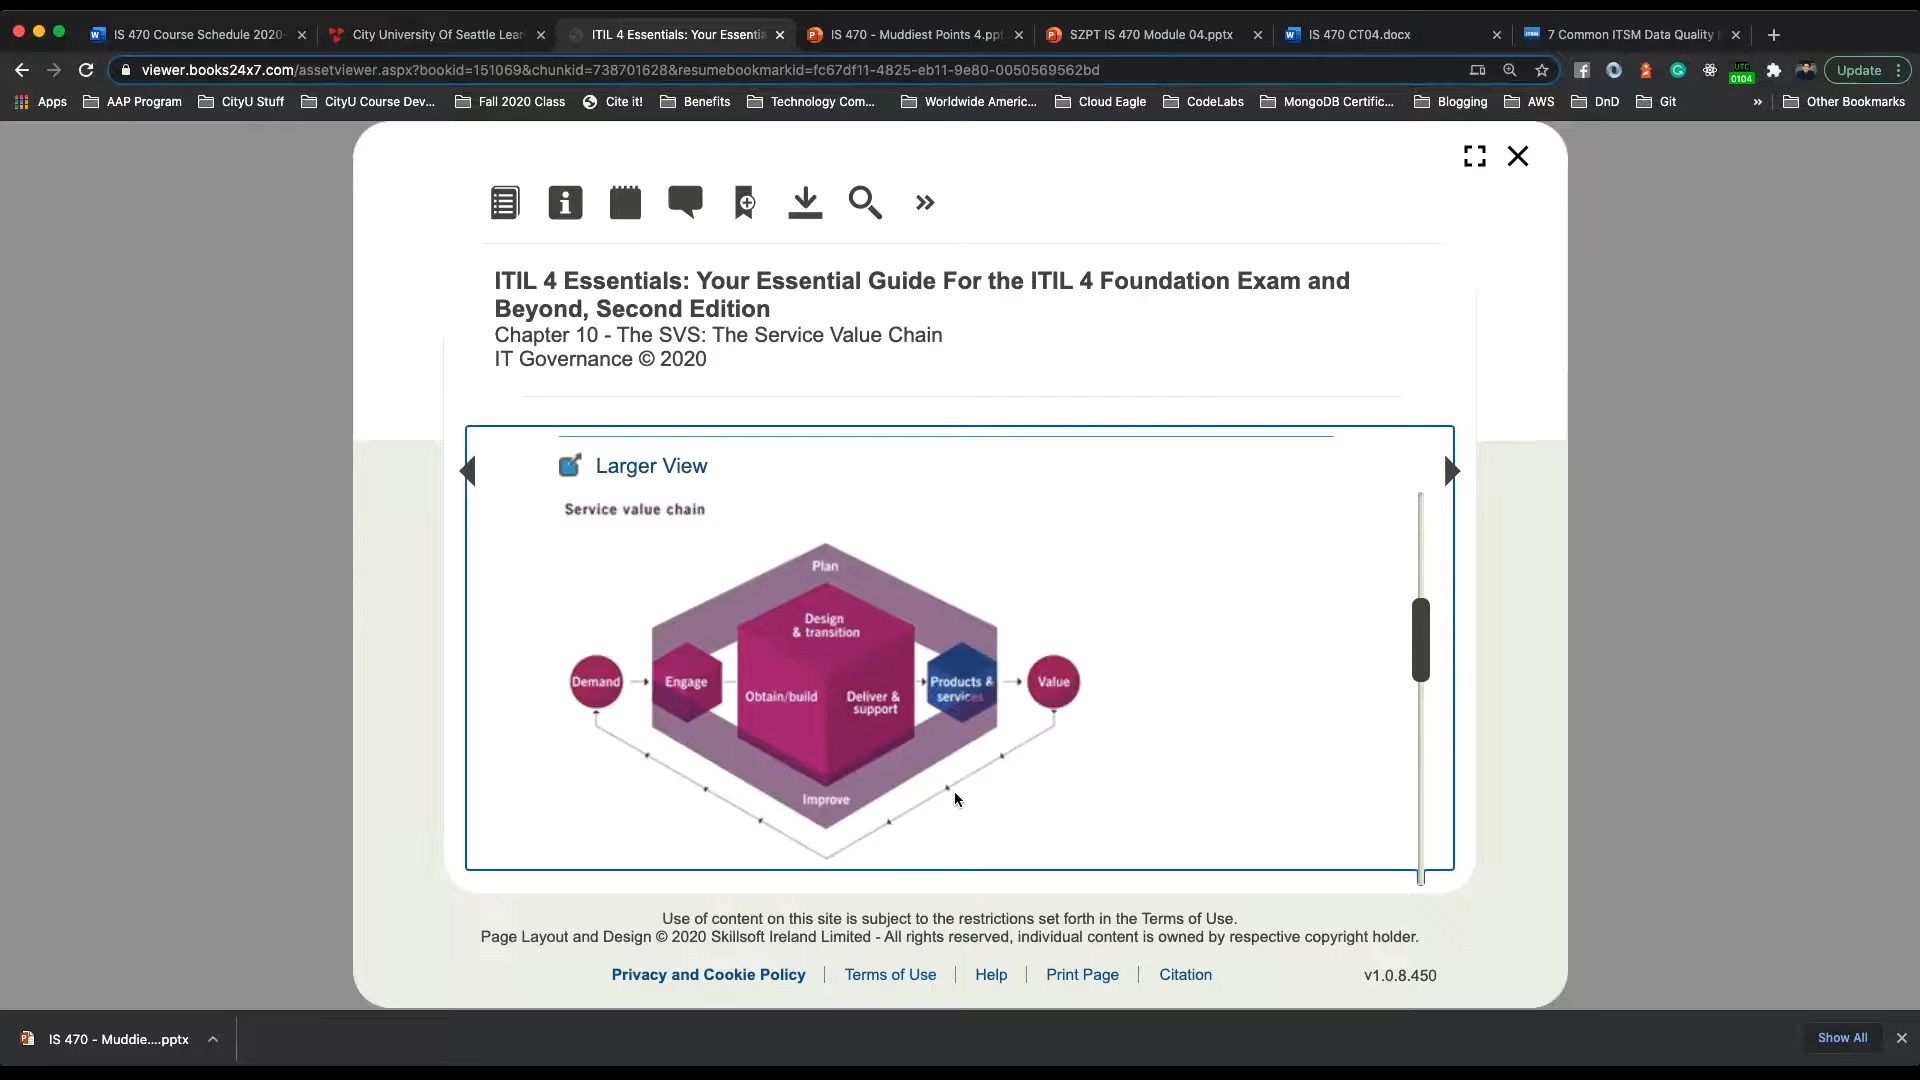 IS 470 Course Schedule 2020-
City University Of Seattle Lear
ITIL 4 Essentials: Your Essentia
IS 470 - Muddiest Points 4.ppt
SZPT IS 470 Module 04.pptx
IS 470 CT04.docx
7 Common ITSM Data Quality
viewer.books24x7.com/assetviewer.aspx?bookid=151069&chunkid=738701628&resumebookmarkid=fc67df11-4825-eb11-9e80-0050569562bd
UTC
0104
Update
Apps
AAP Program
CityU Stuff
CityU Course Dev...
Fall 2020 Class
Cite it!
Benefits
Technology Com...
Worldwide Americ...
Cloud Eagle
CodeLabs
MongoDB Certific...
Blogging
AWS
DnD
Git
»
Other Bookmarks
ITIL 4 Essentials: Your Essential Guide For the ITIL 4 Foundation Exam and
Beyond, Second Edition
Chapter 10 - The SVS: The Service Value Chain
IT Governance © 2020
Larger View
Service value chain
Plan
Design
& transition
Demand
Engage
Obtain/build
Deliver &
support
Products &
services
Value
Improve
Use of content on this site is subject to the restrictions set forth in the Terms of Use.
Page Layout and Design © 2020 Skillsoft Ireland Limited - All rights reserved, individual content is owned by respective copyright holder.
Privacy and Cookie Policy | Terms of Use | Help | Print Page | Citation
v1.0.8.450
IS 470 - Muddie....pptx
Show All